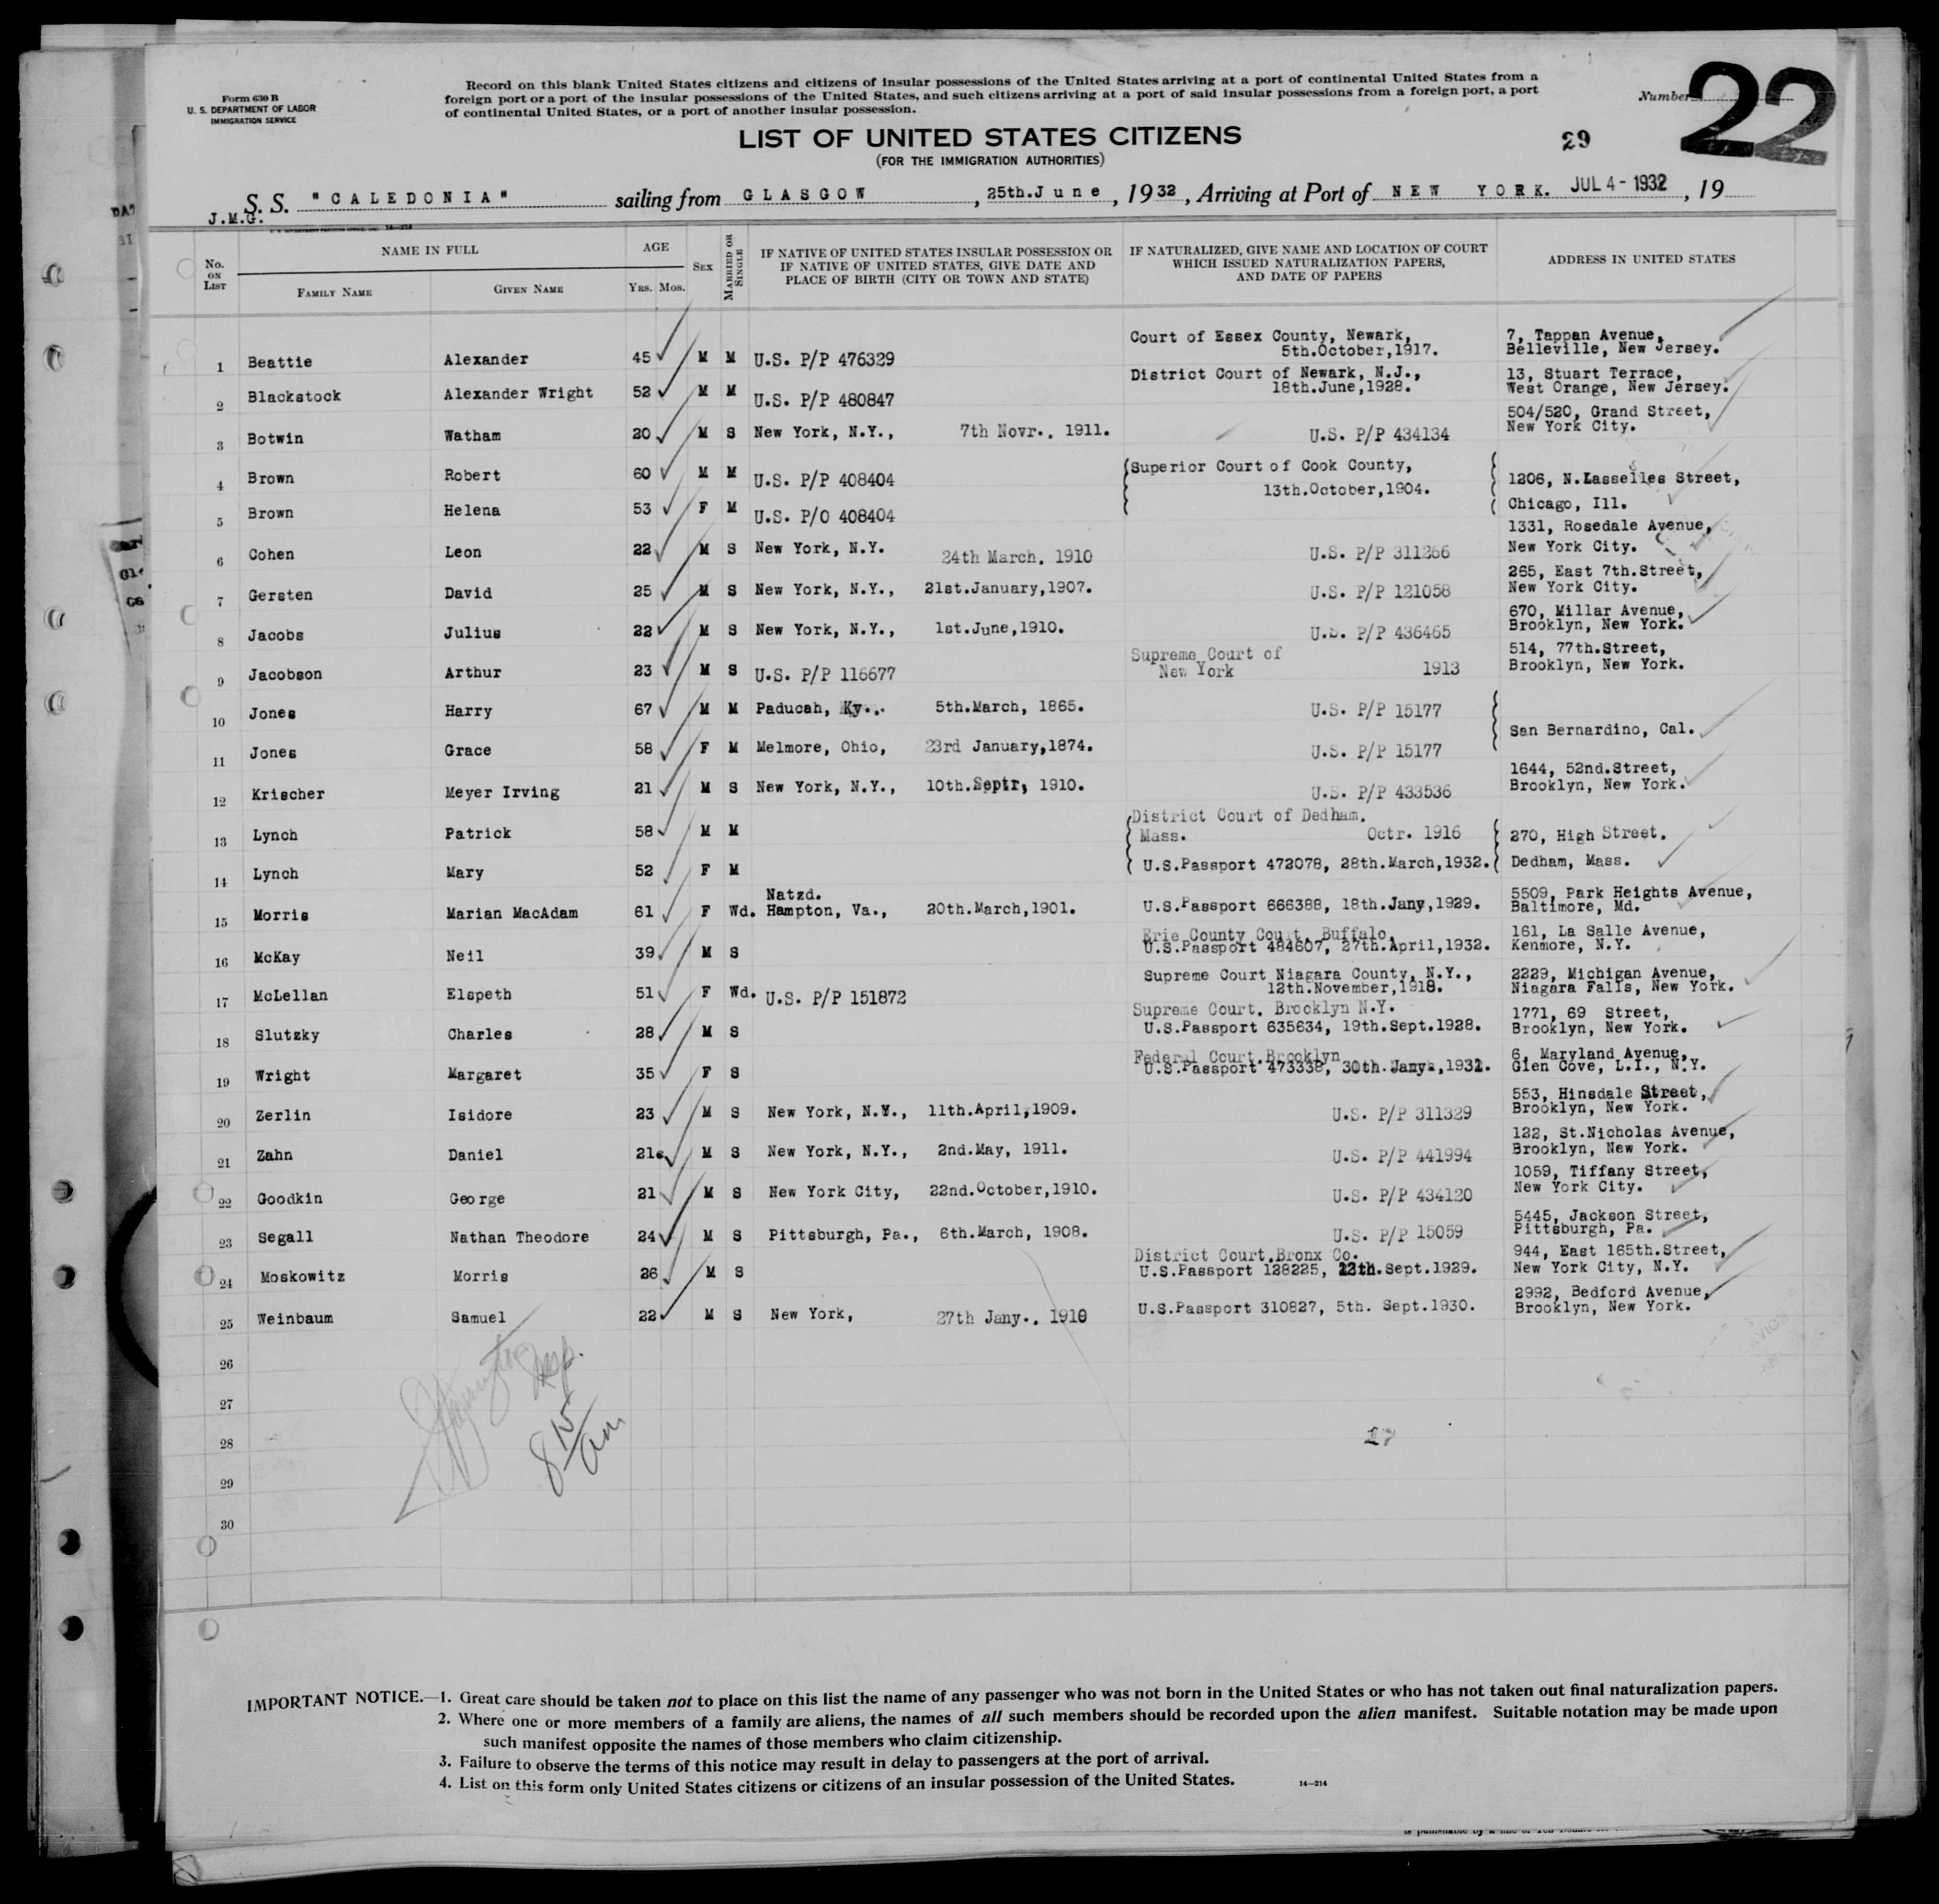 Form 630 B
U. S. DEPARTMENT OF LABOR
IMMIGRATION SERVICE
Record on this blank United States citizens and citizens of insular possessions of the United States arriving at a port of continental United States from a
foreign port or a port of the insular possessions of the United States, and such citizens arriving at a port of said insular possessions from a foreign port, a port
of continental United States, or a port of another insular possession.
Number 22
LIST OF UNITED STATES CITIZENS
29
(FOR THE IMMIGRATION AUTHORITIES)
S. S. "CALEDONIA" sailing from GLASGOW, 25th.June, 1932, Arriving at Port of NEW YORK. JUL 4-1932, 19
J.M.G.
No. ON LIST
NAME IN FULL
FAMILY NAME
GIVEN NAME
AGE
YRS. MOS.
SEX
MARRIED OR SINGLE
IF NATIVE OF UNITED STATES INSULAR POSSESSION OR
IF NATIVE OF UNITED STATES, GIVE DATE AND
PLACE OF BIRTH (CITY OR TOWN AND STATE)
IF NATURALIZED, GIVE NAME AND LOCATION OF COURT
WHICH ISSUED NATURALIZATION PAPERS,
AND DATE OF PAPERS
ADDRESS IN UNITED STATES
Court of Essex County, Newark, 7, Tappan Avenue,
1 Beattie Alexander 45 M M U.S. P/P 476329 5th.October,1917. Belleville, New Jersey.
District Court of Newark, N.J., 13, Stuart Terrace,
2 Blackstock Alexander Wright 52 M M U.S. P/P 480847 18th.June,1928. West Orange, New Jersey.
504/520, Grand Street,
3 Botwin Watham 20 M S New York, N.Y., 7th Novr., 1911. U.S. P/P 434134 New York City.
Superior Court of Cook County,
4 Brown Robert 60 M M U.S. P/P 408404 13th.October,1904. 1206, N.Lasselles Street,
5 Brown Helena 53 F M U.S. P/O 408404 Chicago, Ill.
1331, Rosedale Avenue,
6 Cohen Leon 22 M S New York, N.Y. 24th March, 1910 U.S. P/P 311266 New York City.
265, East 7th.Street,
7 Gersten David 25 M S New York, N.Y., 21st.January,1907. U.S. P/P 121058 New York City.
670, Millar Avenue,
8 Jacobs Julius 22 M S New York, N.Y., 1st.June,1910. U.S. P/P 436465 Brooklyn, New York.
Supreme Court of 514, 77th.Street,
9 Jacobson Arthur 23 M S U.S. P/P 116677 New York 1913 Brooklyn, New York.
10 Jones Harry 67 M M Paducah, Ky.. 5th.March, 1865. U.S. P/P 15177
San Bernardino, Cal.
11 Jones Grace 58 F M Melmore, Ohio, 23rd January,1874. U.S. P/P 15177
1644, 52nd.Street,
12 Krischer Meyer Irving 21 M S New York, N.Y., 10th.Septr, 1910. U.S. P/P 433536 Brooklyn, New York.
District Court of Dedham.
13 Lynch Patrick 58 M M Mass. Octr. 1916 270, High Street.
14 Lynch Mary 52 F M U.S.Passport 472078, 28th.March,1932. Dedham, Mass.
Natzd. 5509, Park Heights Avenue,
15 Morris Marian MacAdam 61 F Wd. Hampton, Va., 20th.March,1901. U.S.Passport 666388, 18th.Jany,1929. Baltimore, Md.
Erie County Court, Buffalo, 161, La Salle Avenue,
16 McKay Neil 39 M S U.S.Passport 484607, 27th.April,1932. Kenmore, N.Y.
Supreme Court Niagara County, N.Y., 2229, Michigan Avenue,
17 McLellan Elspeth 51 F Wd. U.S. P/P 151872 12th.November,1918. Niagara Falls, New York.
Supreme Court. Brooklyn N.Y. 1771, 69 Street,
18 Slutzky Charles 28 M S U.S.Passport 635634, 19th.Sept.1928. Brooklyn, New York.
Federal Court.Brooklyn 6, Maryland Avenue,
19 Wright Margaret 35 F S U.S.Passport 473338, 30th. Glen Cove, L.I., N.Y.
553, Hinsdale Street,
20 Zerlin Isidore 23 M S New York, N.Y., 11th.April,1909. U.S. P/P 311329 Brooklyn, New York.
122, St.Nicholas Avenue,
21 Zahn Daniel 21 M S New York, N.Y., 2nd.May, 1911. U.S. P/P 441994 Brooklyn, New York.
1059, Tiffany Street,
22 Goodkin George 21 M S New York City, 22nd.October,1910. U.S. P/P 434120 New York City.
5445, Jackson Street,
23 Segall Nathan Theodore 24 M S Pittsburgh, Pa., 6th.March, 1908. U.S. P/P 15059 Pittsburgh, Pa.
District Court.Bronx Co. 944, East 165th.Street,
24 Moskowitz Morris 26 M S U.S.Passport 128225, Sept.1929. New York City, N.Y.
2992, Bedford Avenue,
25 Weinbaum Samuel 22 M S New York, 27th Jany., 1910 U.S.Passport 310827, 5th. Sept.1930. Brooklyn, New York.
26
27
28
29
30
Insp.
8 15 am
17
IMPORTANT NOTICE.—1. Great care should be taken not to place on this list the name of any passenger who was not born in the United States or who has not taken out final naturalization papers.
2. Where one or more members of a family are aliens, the names of all such members should be recorded upon the alien manifest. Suitable notation may be made upon
such manifest opposite the names of those members who claim citizenship.
3. Failure to observe the terms of this notice may result in delay to passengers at the port of arrival.
4. List on this form only United States citizens or citizens of an insular possession of the United States. 14—214